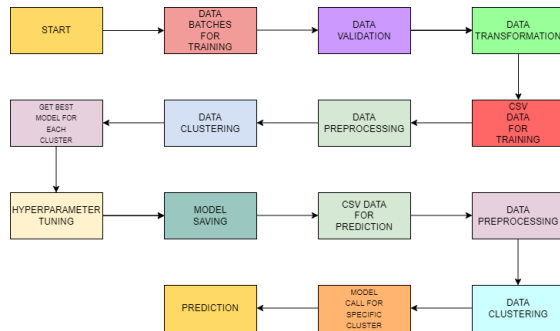 START
DATA
BATCHES
FOR
TRAINING
DATA
VALIDATION
DATA
TRANSFORMATION
GET BEST
MODEL FOR
EACH
CLUSTER
DATA
CLUSTERING
DATA
PREPROCESSING
CSV
DATA
FOR
TRAINING
HYPERPARAMETER
TUNING
MODEL
SAVING
CSV DATA
FOR
PREDICTION
DATA
PREPROCESSING
PREDICTION
MODEL
CALL FOR
SPECIFIC
CLUSTER
DATA
CLUSTERING